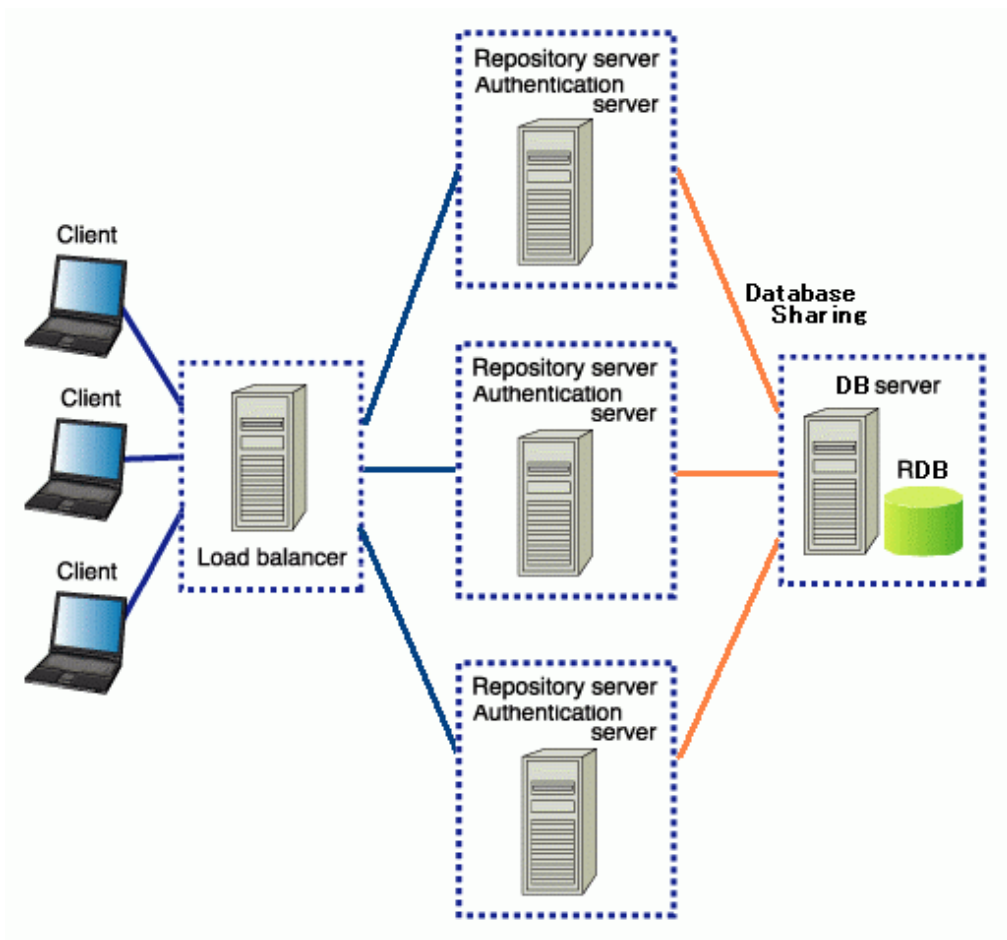 Repository server
Authentication
server
Client
Database
Sharing
Client
Repository server
Authentication
server
DB server
RDB
Load balancer
Client
Repository server
Authentication
server